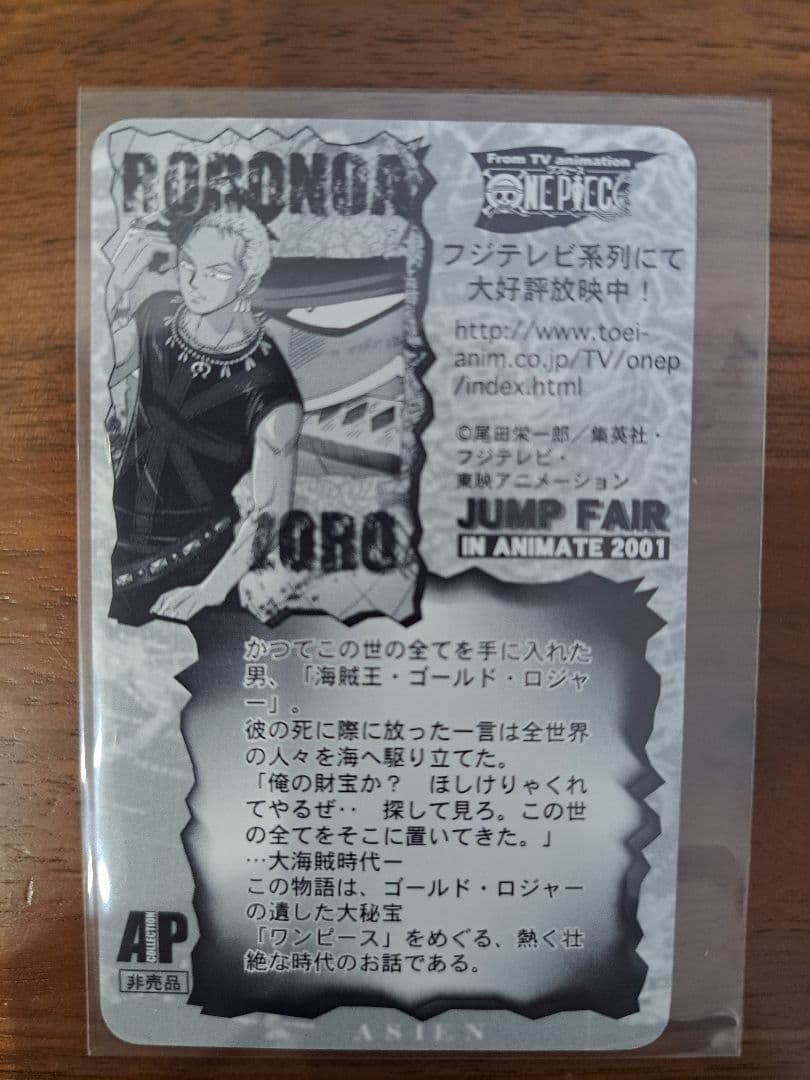 RORONOA
ZORO
From TV animation
ワンピース
ONE PIECE
フジテレビ系列にて
大好評放映中！
http://www.toei-
anim.co.jp/TV/onep
/index.html
©尾田栄一郎／集英社・
フジテレビ・
東映アニメーション
JUMP FAIR
IN ANIMATE 2001
かつてこの世の全てを手に入れた
男、「海賊王・ゴールド・ロジャ
ー」。
彼の死に際に放った一言は全世界
の人々を海へ駆り立てた。
「俺の財宝か？　ほしけりゃくれ
てやるぜ‥　探して見ろ。この世
の全てをそこに置いてきた。」
…大海賊時代ー
この物語は、ゴールド・ロジャー
の遺した大秘宝
「ワンピース」をめぐる、熱く壮
絶な時代のお話である。
AP
COLLECTION
非売品
ASIEN